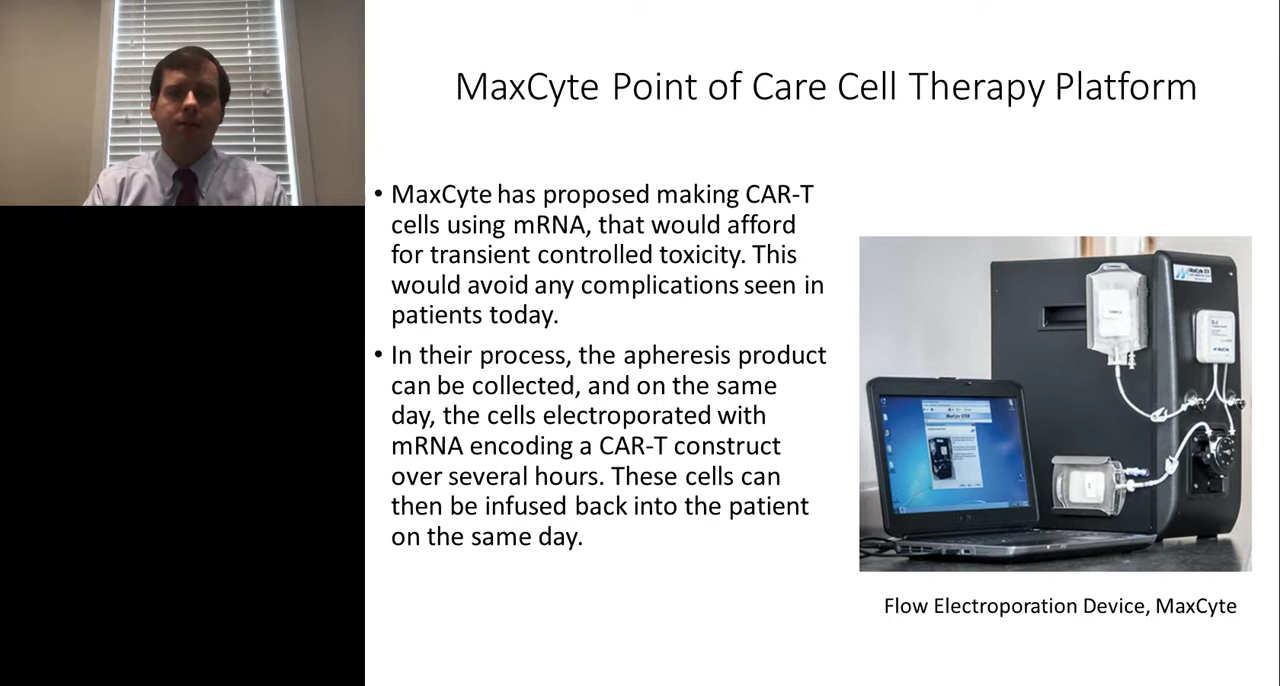 MaxCyte Point of Care Cell Therapy Platform
• MaxCyte has proposed making CAR-T
cells using mRNA, that would afford
for transient controlled toxicity. This
would avoid any complications seen in
patients today.
• In their process, the apheresis product
can be collected, and on the same
day, the cells electroporated with
mRNA encoding a CAR-T construct
over several hours. These cells can
then be infused back into the patient
on the same day.
Flow Electroporation Device, MaxCyte